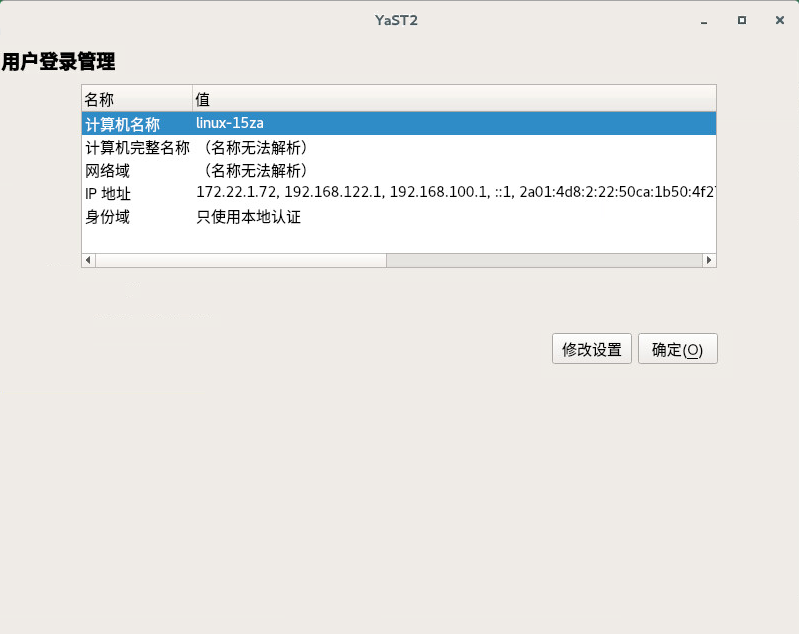 YaST2
用户登录管理
名称 值
计算机名称 linux-15za
计算机完整名称 （名称无法解析）
网络域 （名称无法解析）
IP 地址 172.22.1.72, 192.168.122.1, 192.168.100.1, ::1, 2a01:4d8:2:22:50ca:1b50:4f2
身份域 只使用本地认证
修改设置 确定(O)